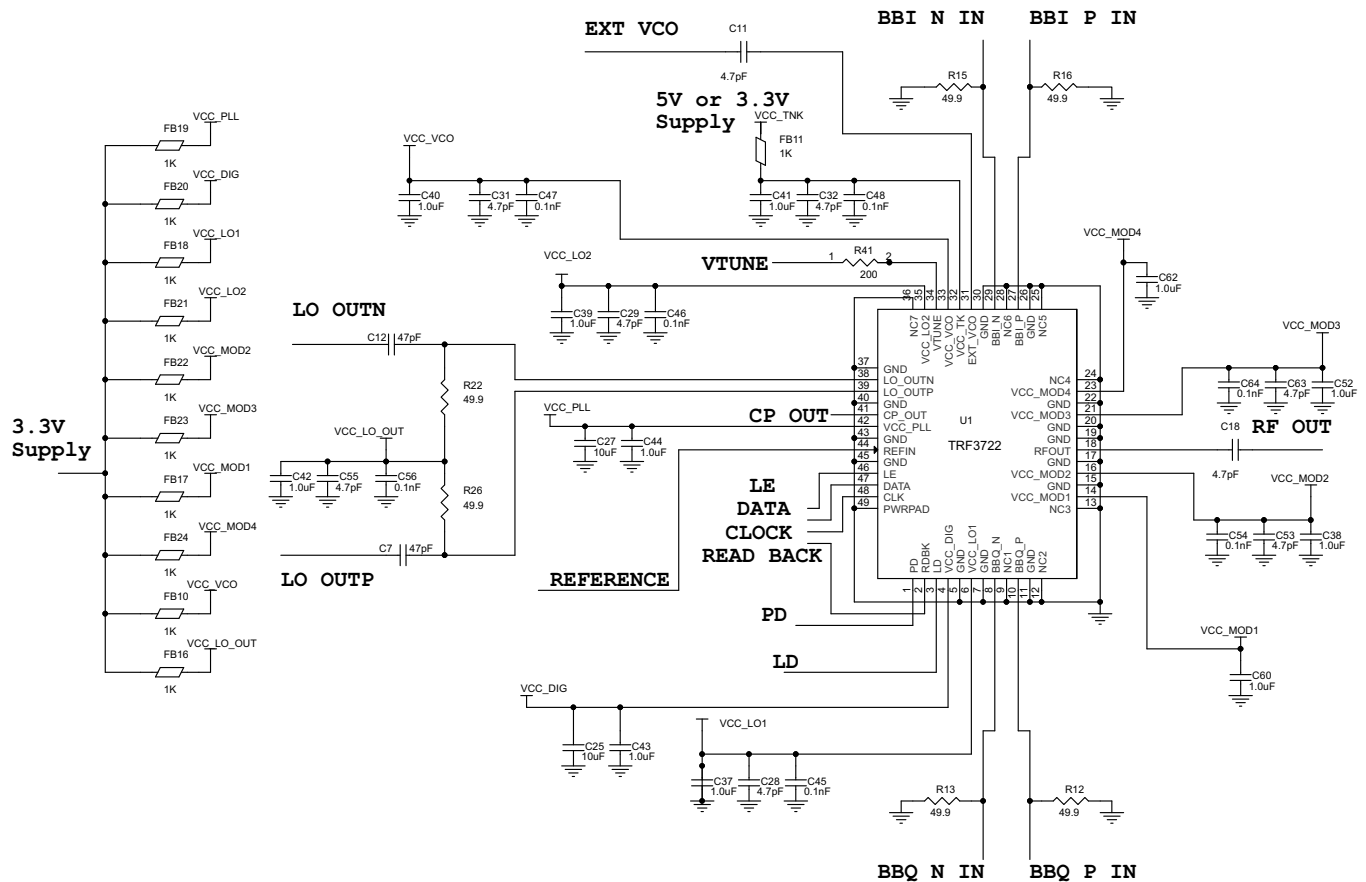 BBI N IN
BBI P IN
EXT VCO
C11
4.7pF
R15
49.9
R16
49.9
5V or 3.3V
Supply
VCC_TNK
FB11
1K
VCC_PLL
FB19
1K
VCC_DIG
FB20
1K
VCC_LO1
FB18
1K
VCC_LO2
FB21
1K
VCC_MOD2
FB22
1K
VCC_MOD3
FB23
1K
VCC_MOD1
FB17
1K
VCC_MOD4
FB24
1K
VCC_VCO
FB10
1K
VCC_LO_OUT
FB16
1K
3.3V
Supply
VCC_VCO
C40
1.0uF
C31
4.7pF
C47
0.1nF
C41
1.0uF
C32
4.7pF
C48
0.1nF
VTUNE
1
R41
2
200
VCC_LO2
C39
1.0uF
C29
4.7pF
C46
0.1nF
VCC_MOD4
C62
1.0uF
VCC_MOD3
C64
0.1nF
C63
4.7pF
C52
1.0uF
LO OUTN
C12
47pF
R22
49.9
VCC_LO_OUT
C42
1.0uF
C55
4.7pF
C56
0.1nF
R26
49.9
C7
47pF
LO OUTP
VCC_PLL
C27
10uF
C44
1.0uF
CP OUT
REFERENCE
LE
DATA
CLOCK
READ BACK
PD
LD
36
35
34
33
32
31
30
29
28
27
26
25
NC7
VCC_LO2
VTUNE
VCC_VCO
VCC_TK
EXT_VCO
GND
BBI_N
NC6
BBI_P
GND
NC5
37 GND
38 LO_OUTN
39 LO_OUTP
40 GND
41 CP_OUT
42 VCC_PLL
43 GND
44 REFIN
45 GND
46 LE
47 DATA
48 CLK
49 PWRPAD
U1
TRF3722
NC4 24
VCC_MOD4 23
GND 22
VCC_MOD3 21
GND 20
GND 19
RFOUT 18
GND 17
VCC_MOD2 16
GND 15
VCC_MOD1 14
NC3 13
PD
RDBK
LD
VCC_DIG
GND
VCC_LO1
GND
BBQ_N
NC1
BBQ_P
GND
NC2
1
2
3
4
5
6
7
8
9
10
11
12
C18
RF OUT
4.7pF
VCC_MOD2
C54
0.1nF
C53
4.7pF
C38
1.0uF
VCC_MOD1
C60
1.0uF
VCC_DIG
C25
10uF
C43
1.0uF
VCC_LO1
C37
1.0uF
C28
4.7pF
C45
0.1nF
R13
49.9
R12
49.9
BBQ N IN
BBQ P IN